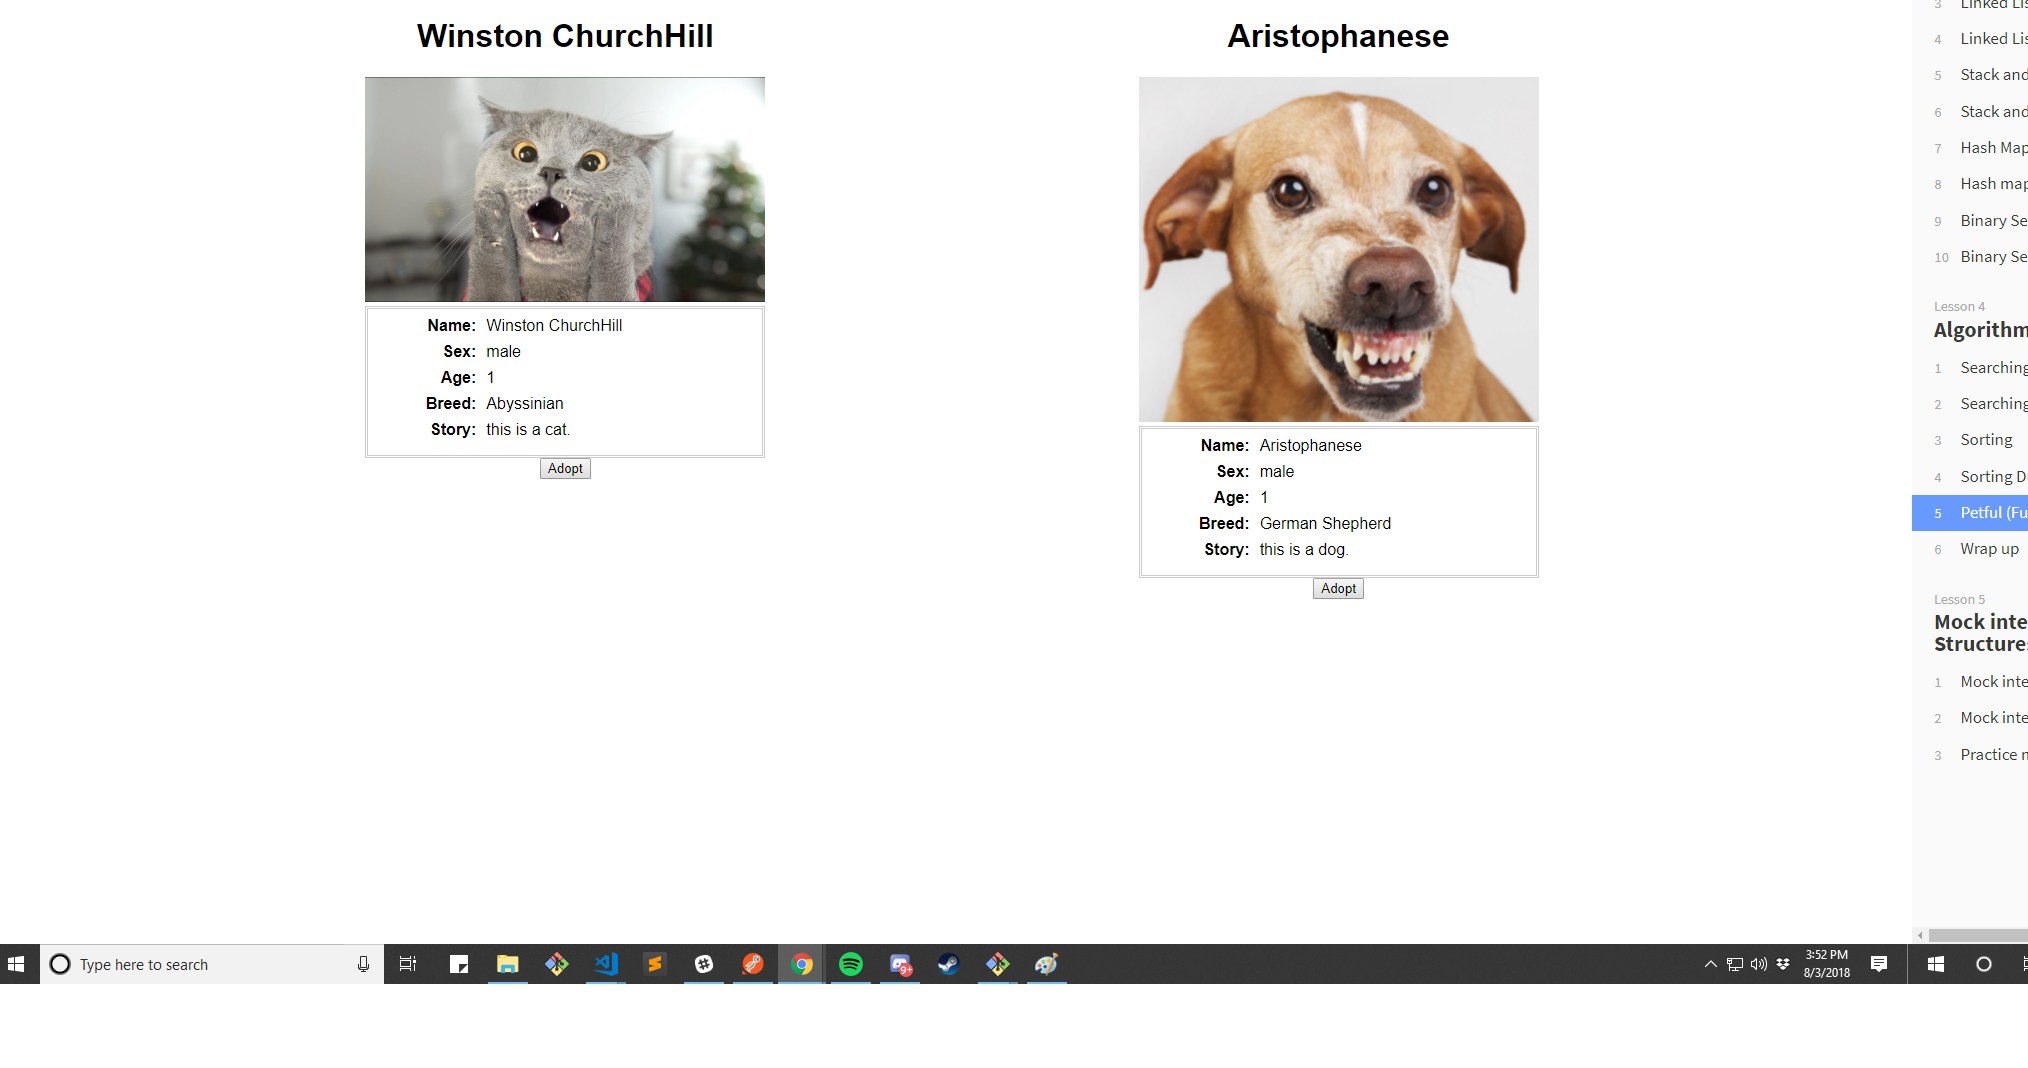 Winston ChurchHill
Name: Winston ChurchHill
Sex: male
Age: 1
Breed: Abyssinian
Story: this is a cat.
Adopt
Aristophanese
Name: Aristophanese
Sex: male
Age: 1
Breed: German Shepherd
Story: this is a dog.
Adopt
3 Linked Lis
4 Linked Lis
5 Stack and
6 Stack and
7 Hash Map
8 Hash map
9 Binary Se
10 Binary Se
Lesson 4
Algorithm
1 Searching
2 Searching
3 Sorting
4 Sorting D
5 Petful (Fu
6 Wrap up
Lesson 5
Mock inte
Structures
1 Mock inte
2 Mock inte
3 Practice
Type here to search
9+
3:52 PM
8/3/2018